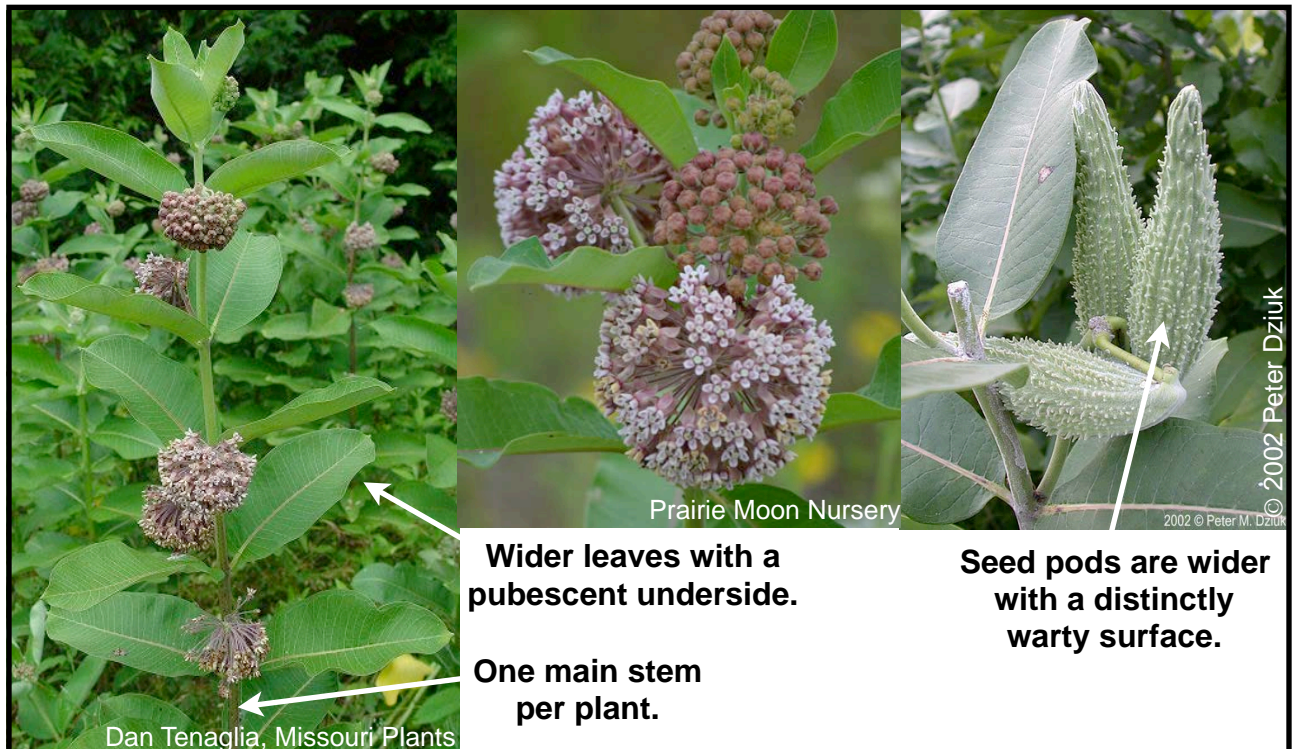 Prairie Moon Nursery
2002 © Peter M. Dziuk
© 2002 Peter Dziuk
Wider leaves with a
pubescent underside.
Seed pods are wider
with a distinctly
warty surface.
One main stem
per plant.
Dan Tenaglia, Missouri Plants